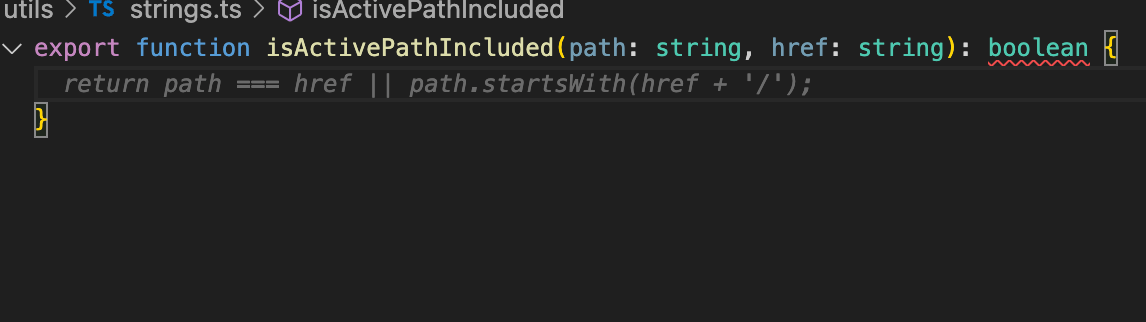 utils > TS strings.ts > isActivePathIncluded
export function isActivePathIncluded(path: string, href: string): boolean {
return path === href || path.startsWith(href + '/');
}